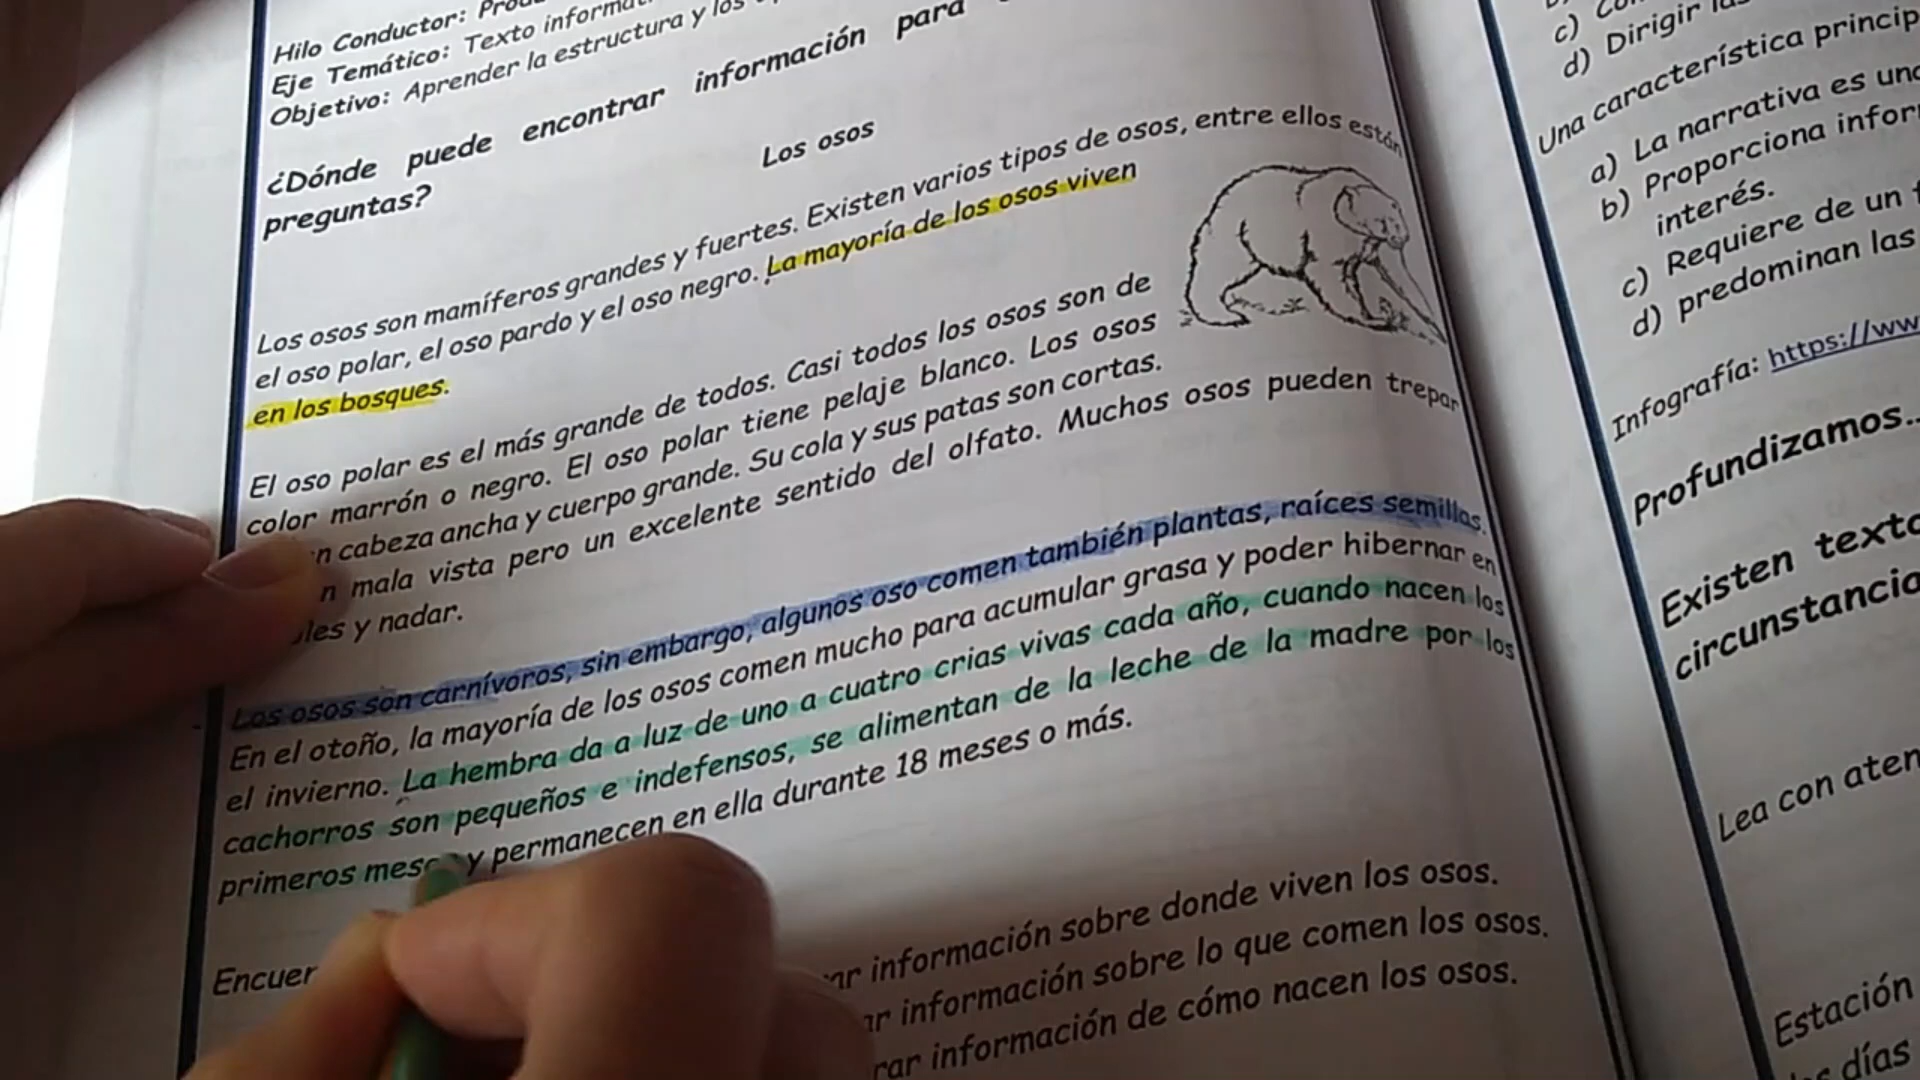 Hilo Conductor:
Eje Temático: Texto
Objetivo: Aprender la estructura y los
¿Dónde puede encontrar información para
preguntas?
Los osos
Los osos son mamíferos grandes y fuertes. Existen varios tipos de osos, entre ellos están
el oso polar, el oso pardo y el oso negro. La mayoría de los osos viven
en los bosques.
El oso polar es el más grande de todos. Casi todos los osos son de
color marrón o negro. El oso polar tiene pelaje blanco. Los osos
cabeza ancha y cuerpo grande. Su cola y sus patas son cortas.
mala vista pero un excelente sentido del olfato. Muchos osos pueden trepar
y nadar.
Los osos son carnívoros, sin embargo, algunos oso comen también plantas, raíces semillas.
En el otoño, la mayoría de los osos comen mucho para acumular grasa y poder hibernar en
el invierno. La hembra da a luz de uno a cuatro crias vivas cada año, cuando nacen los
cachorros son pequeños e indefensos, se alimentan de la leche de la madre por los
primeros y permanecen en ella durante 18 meses o más.
información sobre donde viven los osos.
información sobre lo que comen los osos.
información de cómo nacen los osos.
c)
d) Dirigir
Una característica
a) La narrativa es
b) Proporciona
interés.
c) Requiere de un
d) predominan las
Infografía: https://ww
Profundizamos...
Existen
Lea con
Estación
días